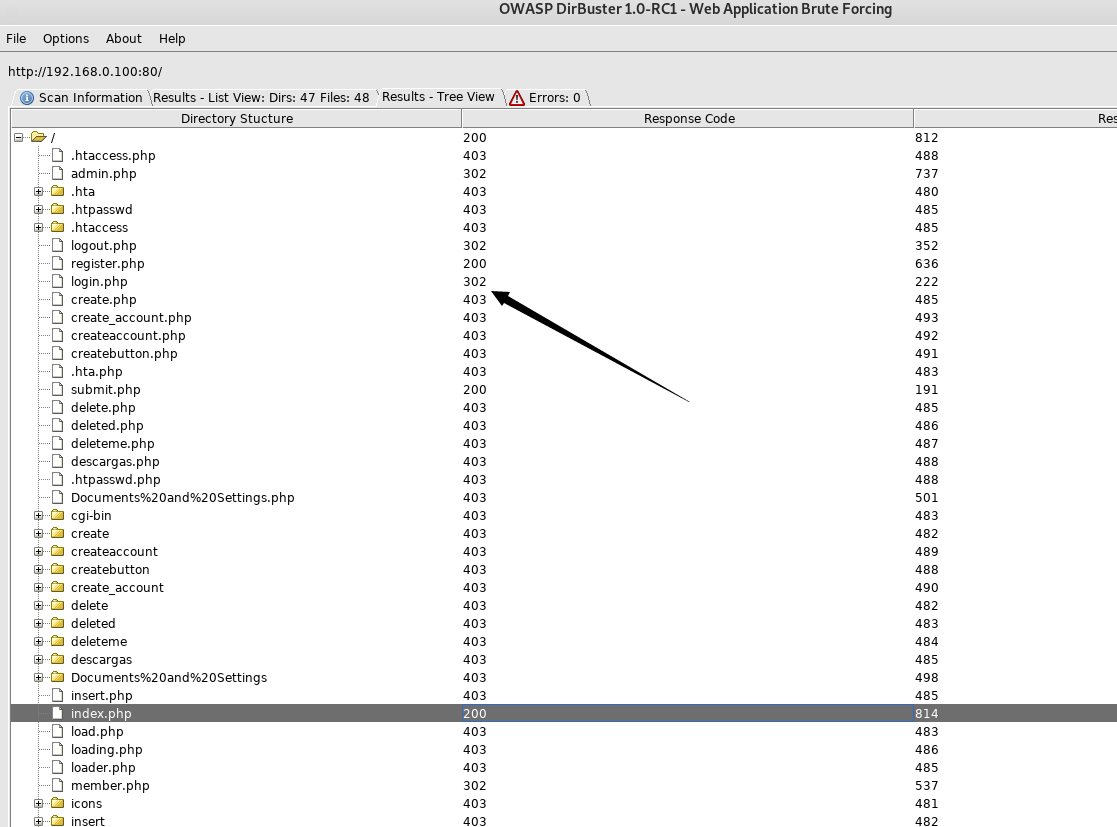 OWASP DirBuster 1.0-RC1 - Web Application Brute Forcing
File Options About Help
http://192.168.0.100:80/
Scan Information Results - List View: Dirs: 47 Files: 48 Results - Tree View Errors: 0
Directory Stucture Response Code Res
/ 200 812
.htaccess.php 403 488
admin.php 302 737
.hta 403 480
.htpasswd 403 485
.htaccess 403 485
logout.php 302 352
register.php 200 636
login.php 302 222
create.php 403 485
create_account.php 403 493
createaccount.php 403 492
createbutton.php 403 491
.hta.php 403 483
submit.php 200 191
delete.php 403 485
deleted.php 403 486
deleteme.php 403 487
descargas.php 403 488
.htpasswd.php 403 488
Documents%20and%20Settings.php 403 501
cgi-bin 403 483
create 403 482
createaccount 403 489
createbutton 403 488
create_account 403 490
delete 403 482
deleted 403 483
deleteme 403 484
descargas 403 485
Documents%20and%20Settings 403 498
insert.php 403 485
index.php 200 814
load.php 403 483
loading.php 403 486
loader.php 403 485
member.php 302 537
icons 403 481
insert 403 482